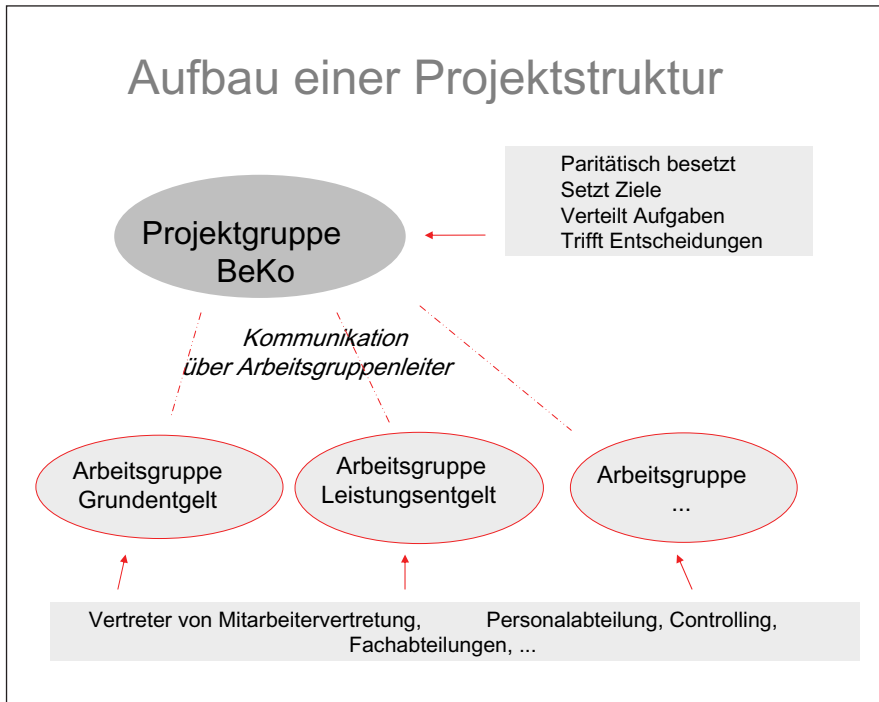 Aufbau einer Projektstruktur
Paritätisch besetzt
Setzt Ziele
Verteilt Aufgaben
Trifft Entscheidungen
Projektgruppe
BeKo
Kommunikation
über Arbeitsgruppenleiter
Arbeitsgruppe
Grundentgelt
Arbeitsgruppe
Leistungsentgelt
Arbeitsgruppe
...
Vertreter von Mitarbeitervertretung, Personalabteilung, Controlling,
Fachabteilungen, ...